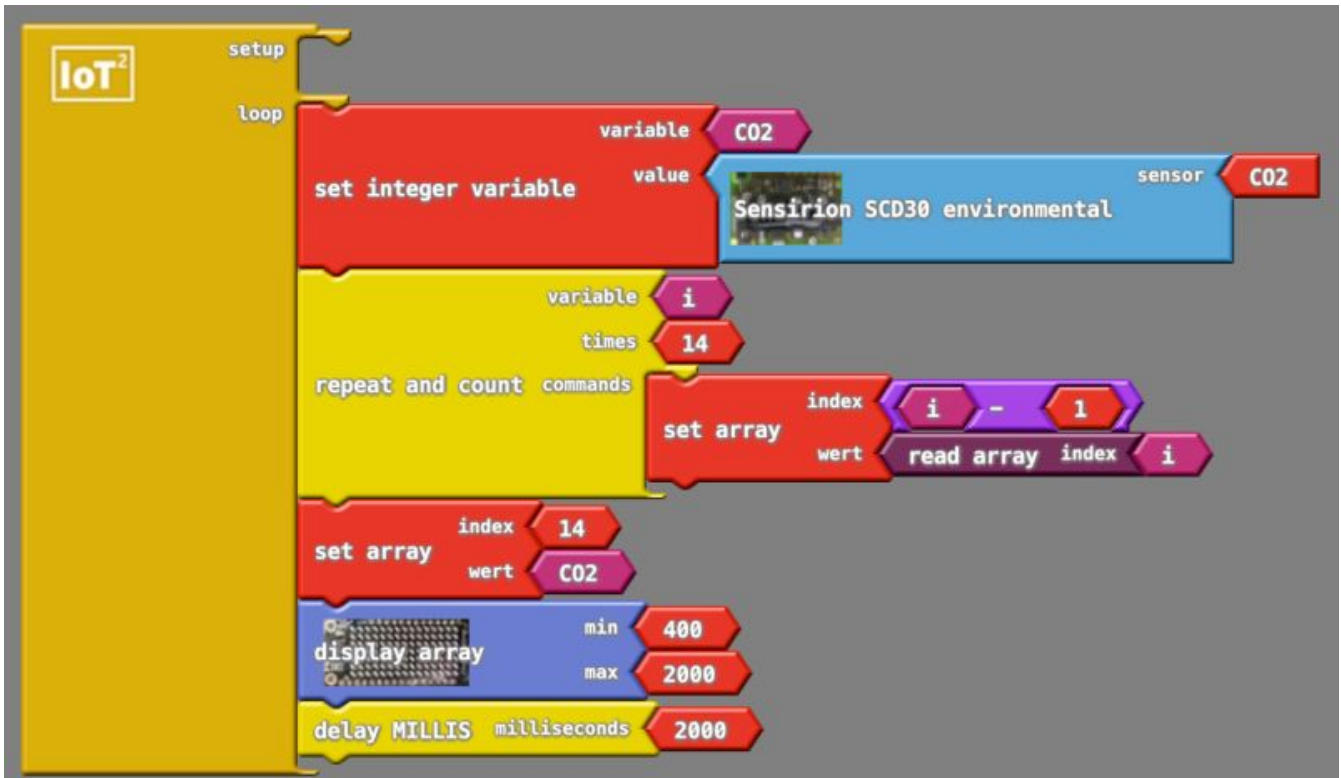 IoT²
setup
loop
variable CO2
set integer variable value Sensirion SCD30 environmental sensor CO2
variable i
times 14
repeat and count commands
set array index i - 1
wert read array index i
set array index 14
wert CO2
display array min 400
max 2000
delay MILLIS milliseconds 2000